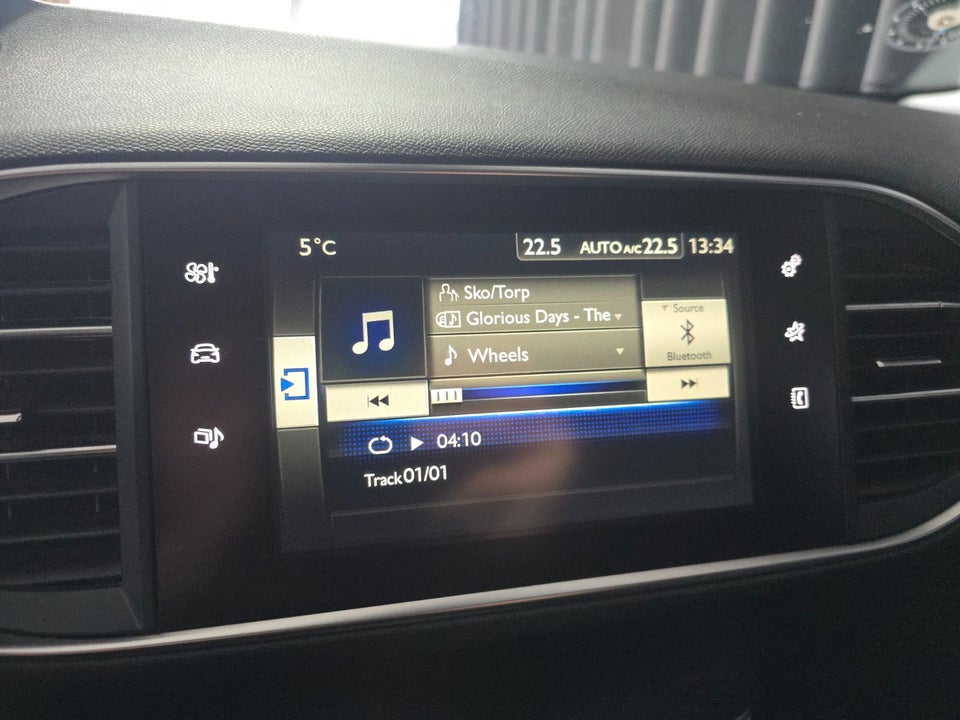 5°C
22.5 AUTO A/C 22.5 13:34
Sko/Torp
Glorious Days - The
Wheels
Source
Bluetooth
04:10
Track01/01